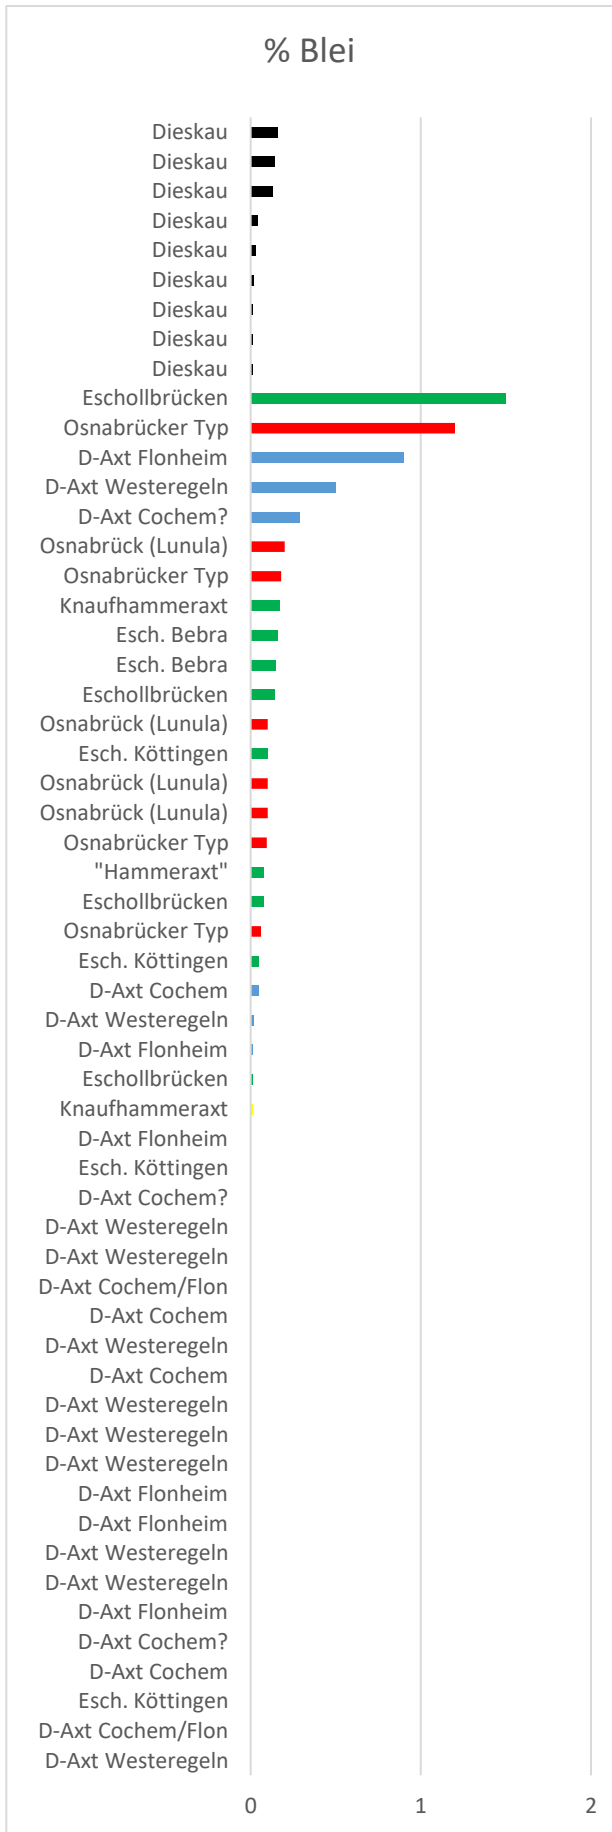 % Blei
Dieskau
Dieskau
Dieskau
Dieskau
Dieskau
Dieskau
Dieskau
Dieskau
Dieskau
Eschollbrücken
Osnabrücker Typ
D-Axt Flonheim
D-Axt Westeregeln
D-Axt Cochem?
Osnabrück (Lunula)
Osnabrücker Typ
Knaufhammeraxt
Esch. Bebra
Esch. Bebra
Eschollbrücken
Osnabrück (Lunula)
Esch. Köttingen
Osnabrück (Lunula)
Osnabrück (Lunula)
Osnabrücker Typ
"Hammeraxt"
Eschollbrücken
Osnabrücker Typ
Esch. Köttingen
D-Axt Cochem
D-Axt Westeregeln
D-Axt Flonheim
Eschollbrücken
Knaufhammeraxt
D-Axt Flonheim
Esch. Köttingen
D-Axt Cochem?
D-Axt Westeregeln
D-Axt Westeregeln
D-Axt Cochem/Flon
D-Axt Cochem
D-Axt Westeregeln
D-Axt Cochem
D-Axt Westeregeln
D-Axt Westeregeln
D-Axt Westeregeln
D-Axt Flonheim
D-Axt Flonheim
D-Axt Westeregeln
D-Axt Westeregeln
D-Axt Flonheim
D-Axt Cochem?
D-Axt Cochem
Esch. Köttingen
D-Axt Cochem/Flon
D-Axt Westeregeln
0 1 2